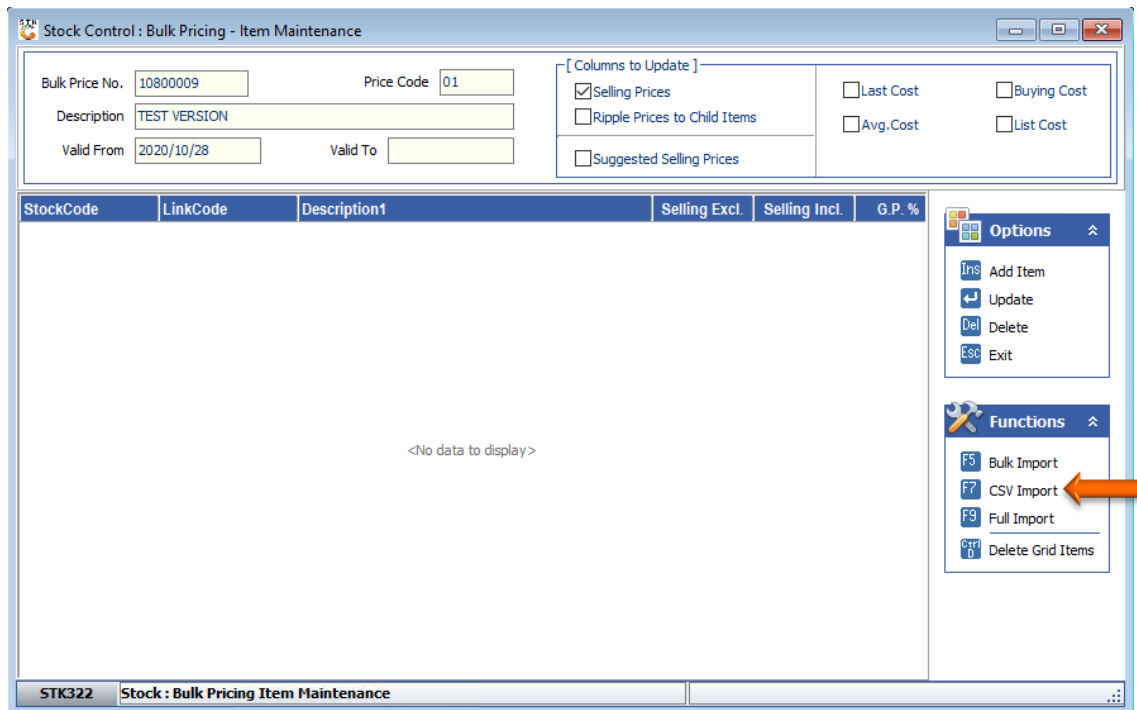 Stock Control : Bulk Pricing - Item Maintenance
Bulk Price No. 10800009 Price Code 01
Description TEST VERSION
Valid From 2020/10/28 Valid To
[ Columns to Update ]
Selling Prices
Ripple Prices to Child Items
Suggested Selling Prices
Last Cost Buying Cost
Avg.Cost List Cost
StockCode LinkCode Description1 Selling Excl. Selling Incl. G.P. %
<No data to display>
Options
Ins Add Item
Update
Del Delete
Esc Exit
Functions
F5 Bulk Import
F7 CSV Import
F9 Full Import
Ctrl D Delete Grid Items
STK322 Stock : Bulk Pricing Item Maintenance